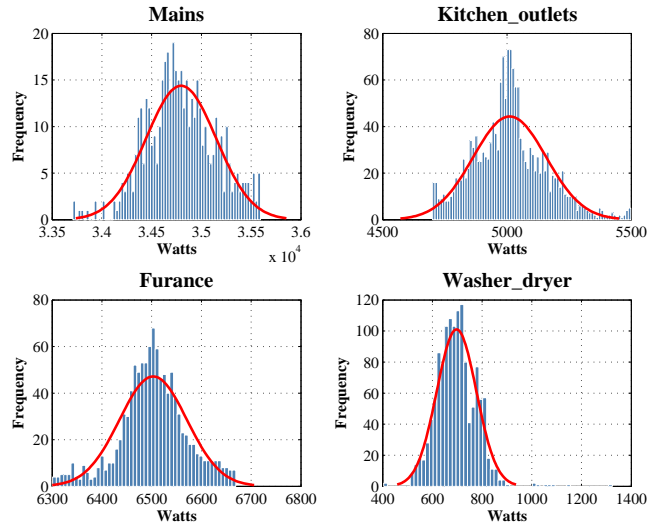 Mains
Frequency
20
15
10
5
0
3.35 3.4 3.45 3.5 3.55 3.6
Watts
x 10^4
Kitchen_outlets
Frequency
80
60
40
20
0
4500 5000 5500
Watts
Furance
Frequency
80
60
40
20
0
6300 6400 6500 6600 6700 6800
Watts
Washer_dryer
Frequency
120
100
80
60
40
20
0
400 600 800 1000 1200 1400
Watts